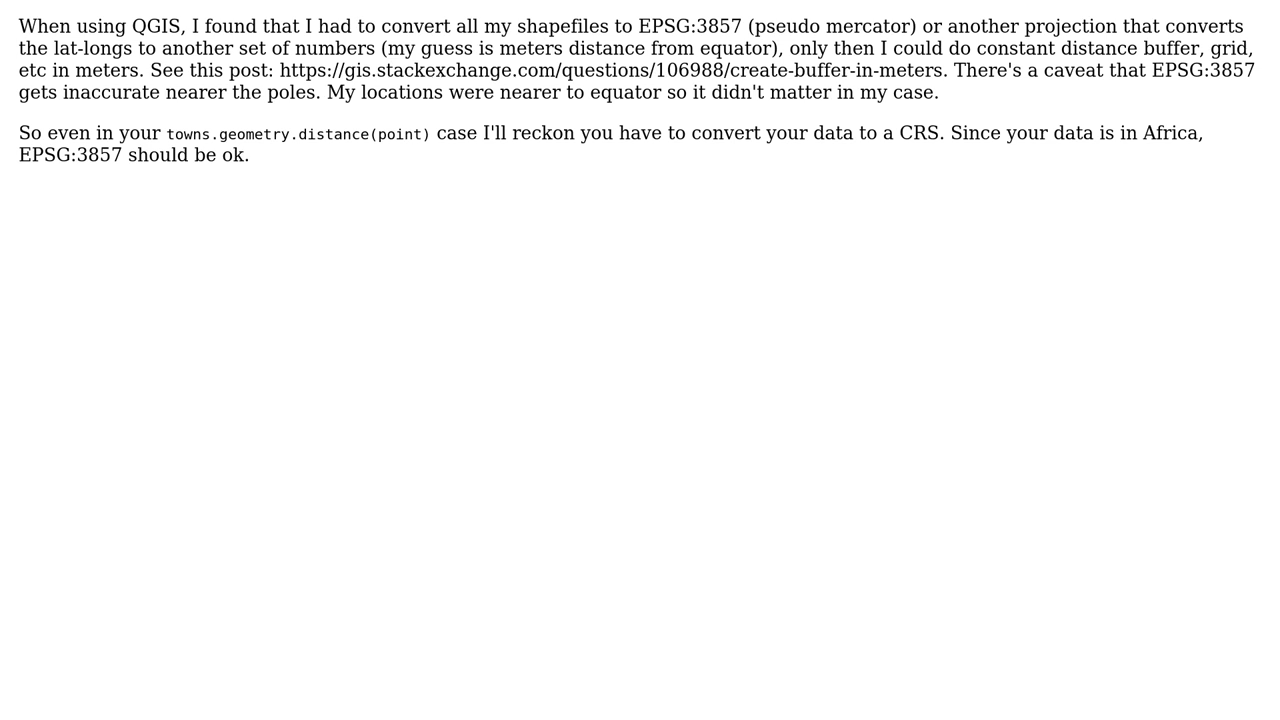 When using QGIS, I found that I had to convert all my shapefiles to EPSG:3857 (pseudo mercator) or another projection that converts
the lat-longs to another set of numbers (my guess is meters distance from equator), only then I could do constant distance buffer, grid,
etc in meters. See this post: https://gis.stackexchange.com/questions/106988/create-buffer-in-meters. There's a caveat that EPSG:3857
gets inaccurate nearer the poles. My locations were nearer to equator so it didn't matter in my case.
So even in your towns.geometry.distance(point) case I'll reckon you have to convert your data to a CRS. Since your data is in Africa,
EPSG:3857 should be ok.